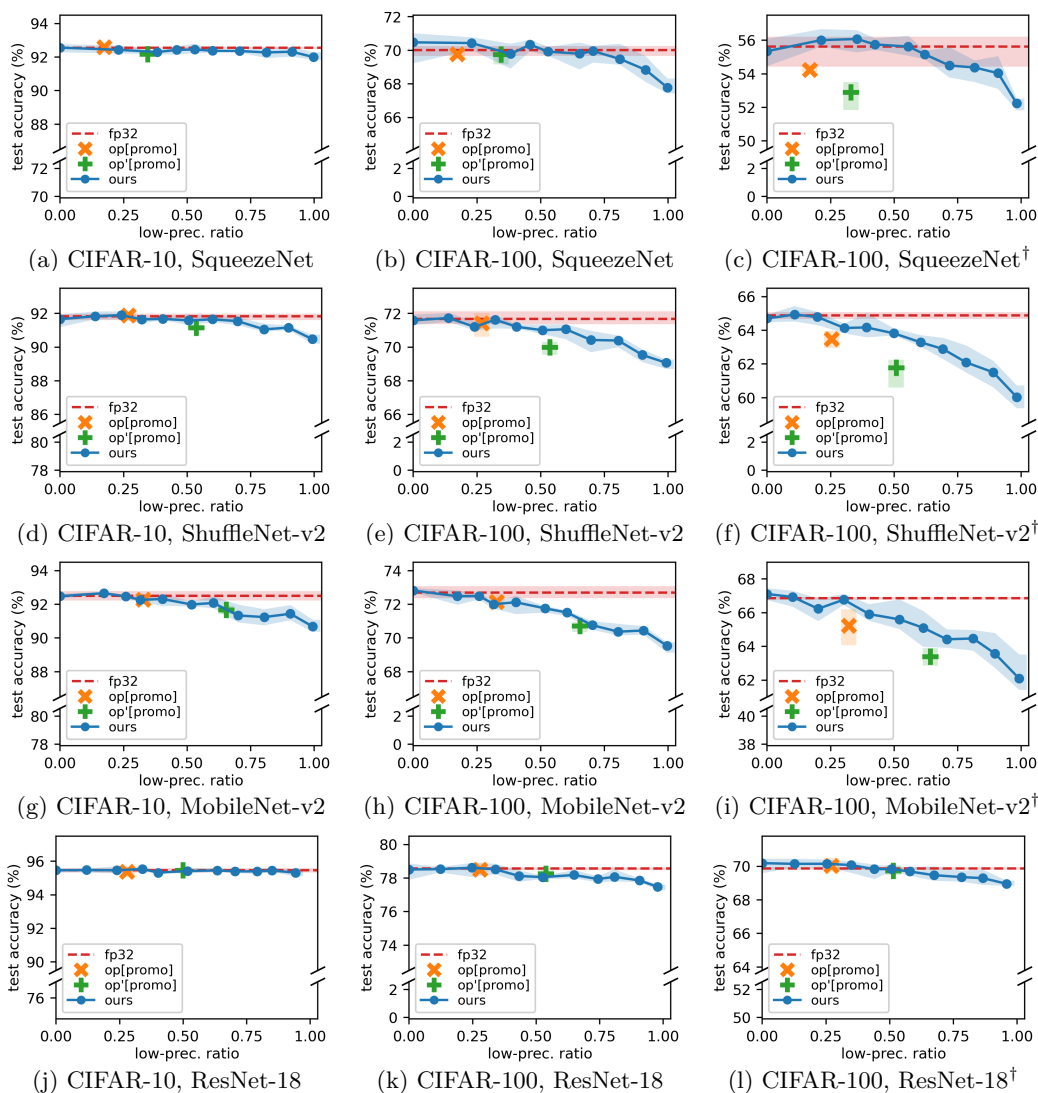 test accuracy (%)
94
92
90
88
72
70
fp32
op[promo]
op'[promo]
ours
0.00 0.25 0.50 0.75 1.00
low-prec. ratio
(a) CIFAR-10, SqueezeNet
test accuracy (%)
72
70
68
66
2
0
fp32
op[promo]
op'[promo]
ours
0.00 0.25 0.50 0.75 1.00
low-prec. ratio
(b) CIFAR-100, SqueezeNet
test accuracy (%)
56
54
52
50
2
0
fp32
op[promo]
op'[promo]
ours
0.00 0.25 0.50 0.75 1.00
low-prec. ratio
(c) CIFAR-100, SqueezeNet†
test accuracy (%)
92
90
88
86
80
78
fp32
op[promo]
op'[promo]
ours
0.00 0.25 0.50 0.75 1.00
low-prec. ratio
(d) CIFAR-10, ShuffleNet-v2
test accuracy (%)
72
70
68
66
2
0
fp32
op[promo]
op'[promo]
ours
0.00 0.25 0.50 0.75 1.00
low-prec. ratio
(e) CIFAR-100, ShuffleNet-v2
test accuracy (%)
66
64
62
60
2
0
fp32
op[promo]
op'[promo]
ours
0.00 0.25 0.50 0.75 1.00
low-prec. ratio
(f) CIFAR-100, ShuffleNet-v2†
test accuracy (%)
94
92
90
88
80
78
fp32
op[promo]
op'[promo]
ours
0.00 0.25 0.50 0.75 1.00
low-prec. ratio
(g) CIFAR-10, MobileNet-v2
test accuracy (%)
74
72
70
68
2
0
fp32
op[promo]
op'[promo]
ours
0.00 0.25 0.50 0.75 1.00
low-prec. ratio
(h) CIFAR-100, MobileNet-v2
test accuracy (%)
68
66
64
62
40
38
fp32
op[promo]
op'[promo]
ours
0.00 0.25 0.50 0.75 1.00
low-prec. ratio
(i) CIFAR-100, MobileNet-v2†
test accuracy (%)
96
94
92
90
76
fp32
op[promo]
op'[promo]
ours
0.00 0.25 0.50 0.75 1.00
low-prec. ratio
(j) CIFAR-10, ResNet-18
test accuracy (%)
80
78
76
74
2
0
fp32
op[promo]
op'[promo]
ours
0.00 0.25 0.50 0.75 1.00
low-prec. ratio
(k) CIFAR-100, ResNet-18
test accuracy (%)
70
68
66
64
52
50
fp32
op[promo]
op'[promo]
ours
0.00 0.25 0.50 0.75 1.00
low-prec. ratio
(l) CIFAR-100, ResNet-18†